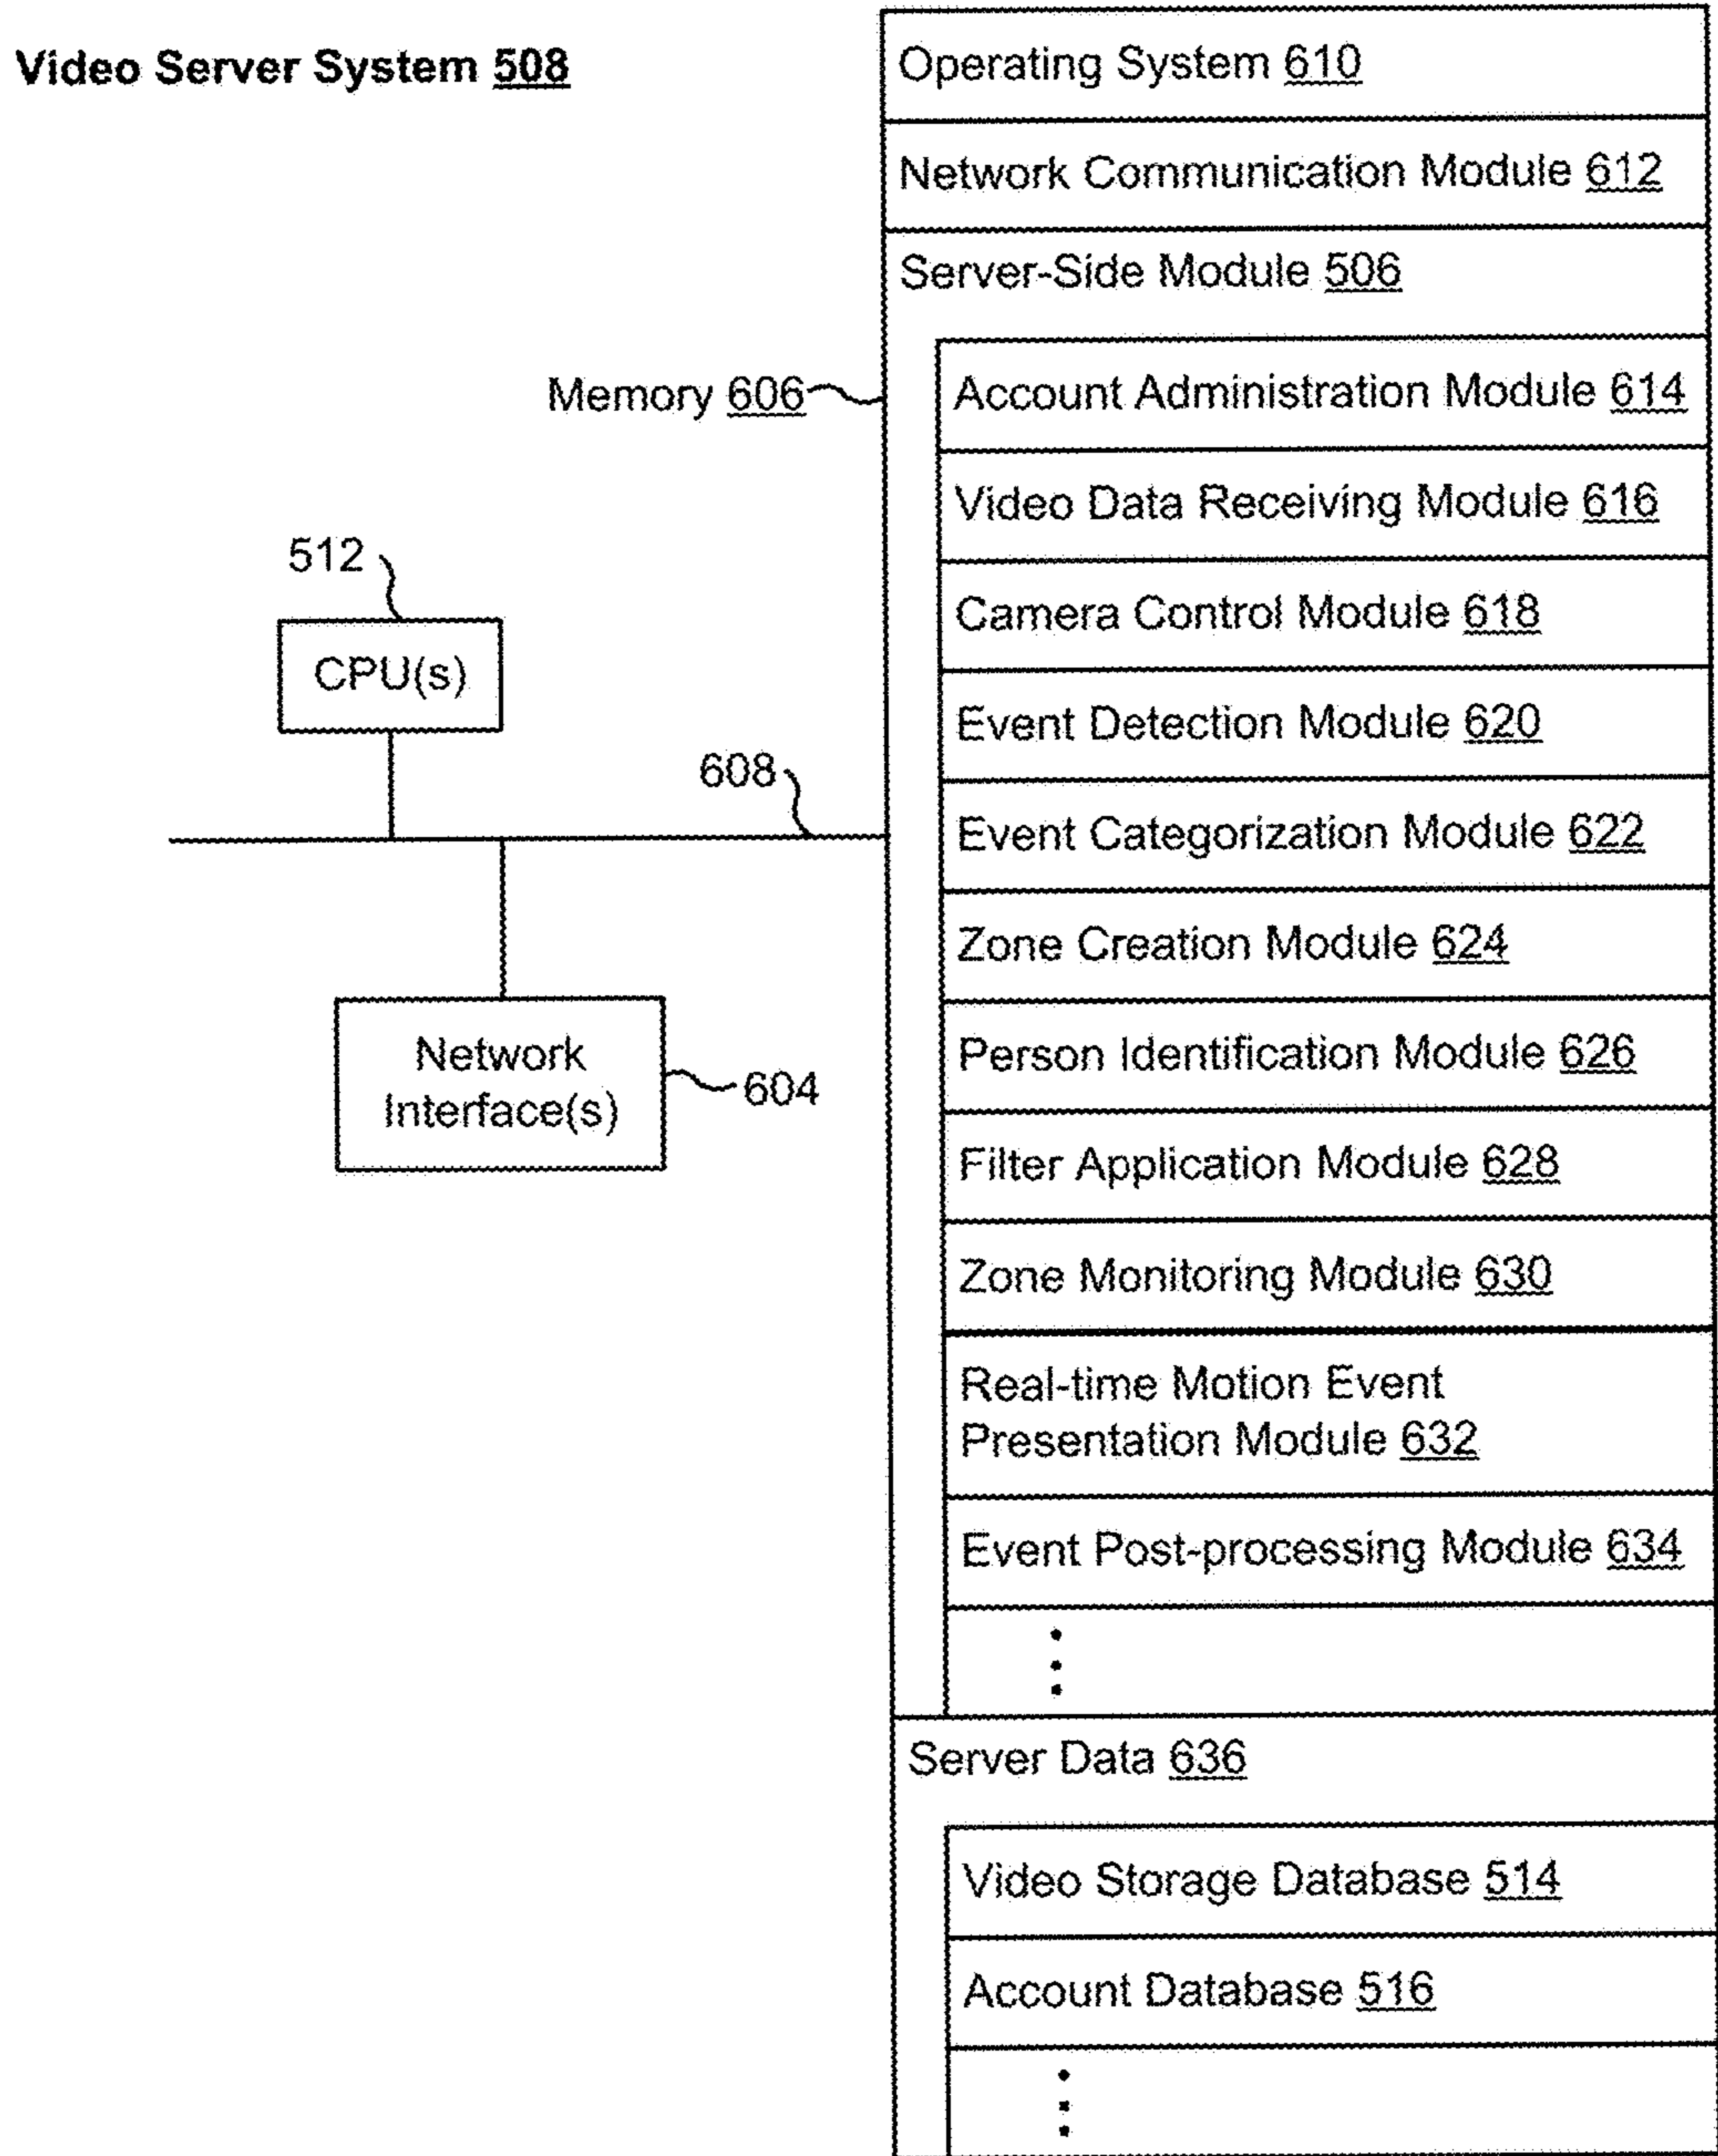 Video Server System 508
Operating System 610
Network Communication Module 612
Server-Side Module 506
Memory 606
Account Administration Module 614
Video Data Receiving Module 616
Camera Control Module 618
Event Detection Module 620
Event Categorization Module 622
Zone Creation Module 624
Person Identification Module 626
Filter Application Module 628
Zone Monitoring Module 630
Real-time Motion Event
Presentation Module 632
Event Post-processing Module 634
512
CPU(s)
608
Network
Interface(s)
604
Server Data 636
Video Storage Database 514
Account Database 516